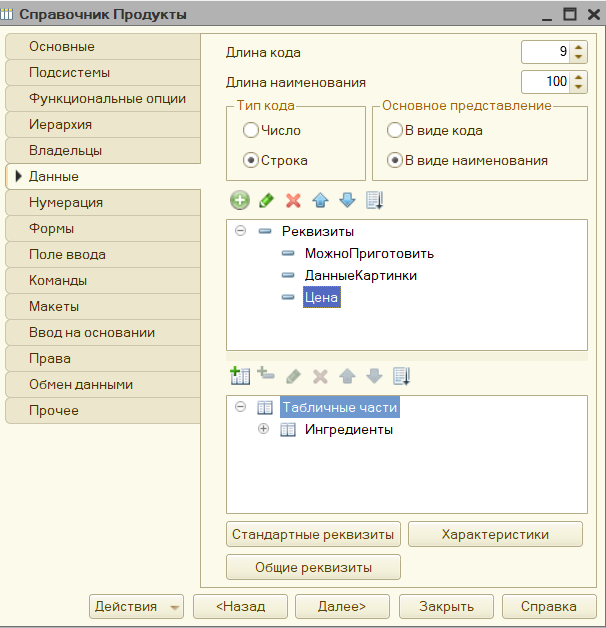 Справочник Продукты
Основные
Подсистемы
Функциональные опции
Иерархия
Владельцы
Данные
Нумерация
Формы
Поле ввода
Команды
Макеты
Ввод на основании
Права
Обмен данными
Прочее
Длина кода 9
Длина наименования 100
Тип кода
Число
Строка
Основное представление
В виде кода
В виде наименования
Реквизиты
МожноПриготовить
ДанныеКартинки
Цена
Табличные части
Ингредиенты
Стандартные реквизиты Характеристики
Общие реквизиты
Действия <Назад Далее> Закрыть Справка